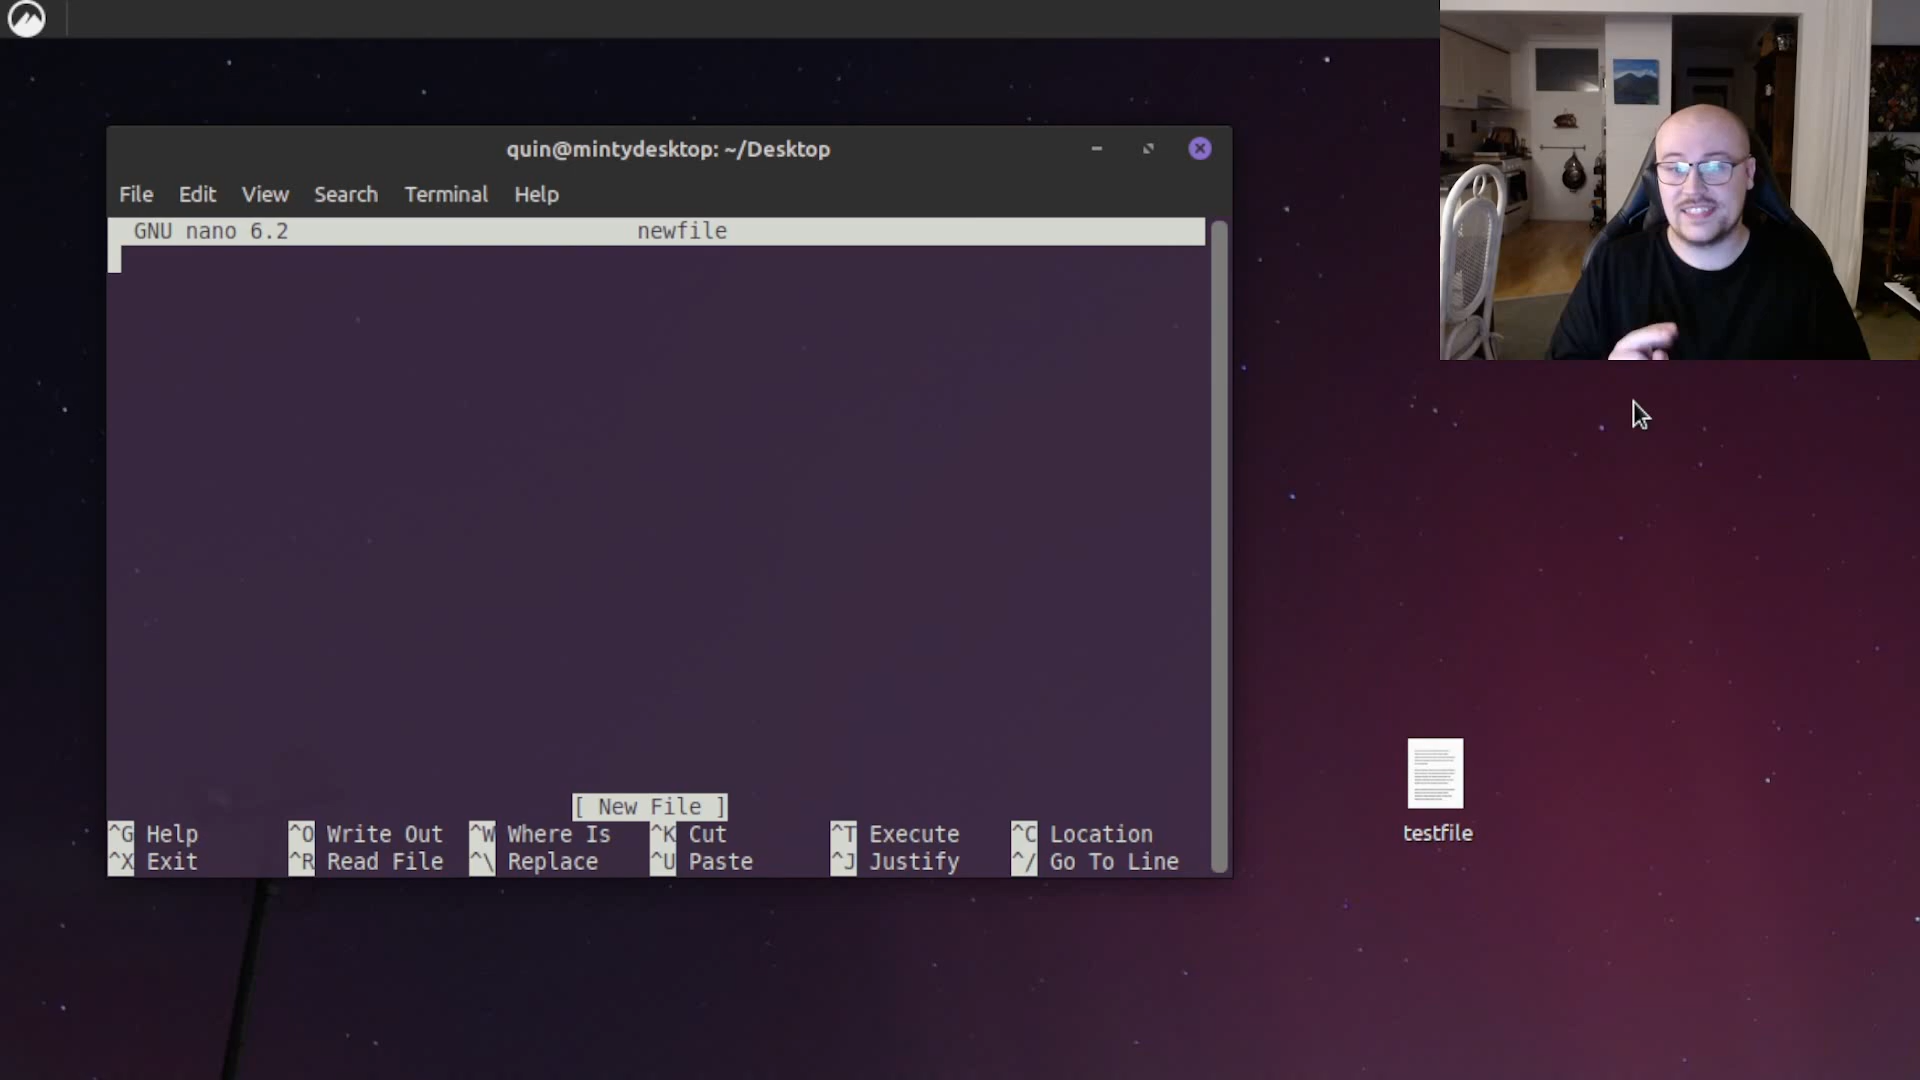 quin@mintydesktop: ~/Desktop
File Edit View Search Terminal Help
GNU nano 6.2 newfile
[ New File ]
^G Help ^O Write Out ^W Where Is ^K Cut ^T Execute ^C Location
^X Exit ^R Read File ^\ Replace ^U Paste ^J Justify ^/ Go To Line
testfile